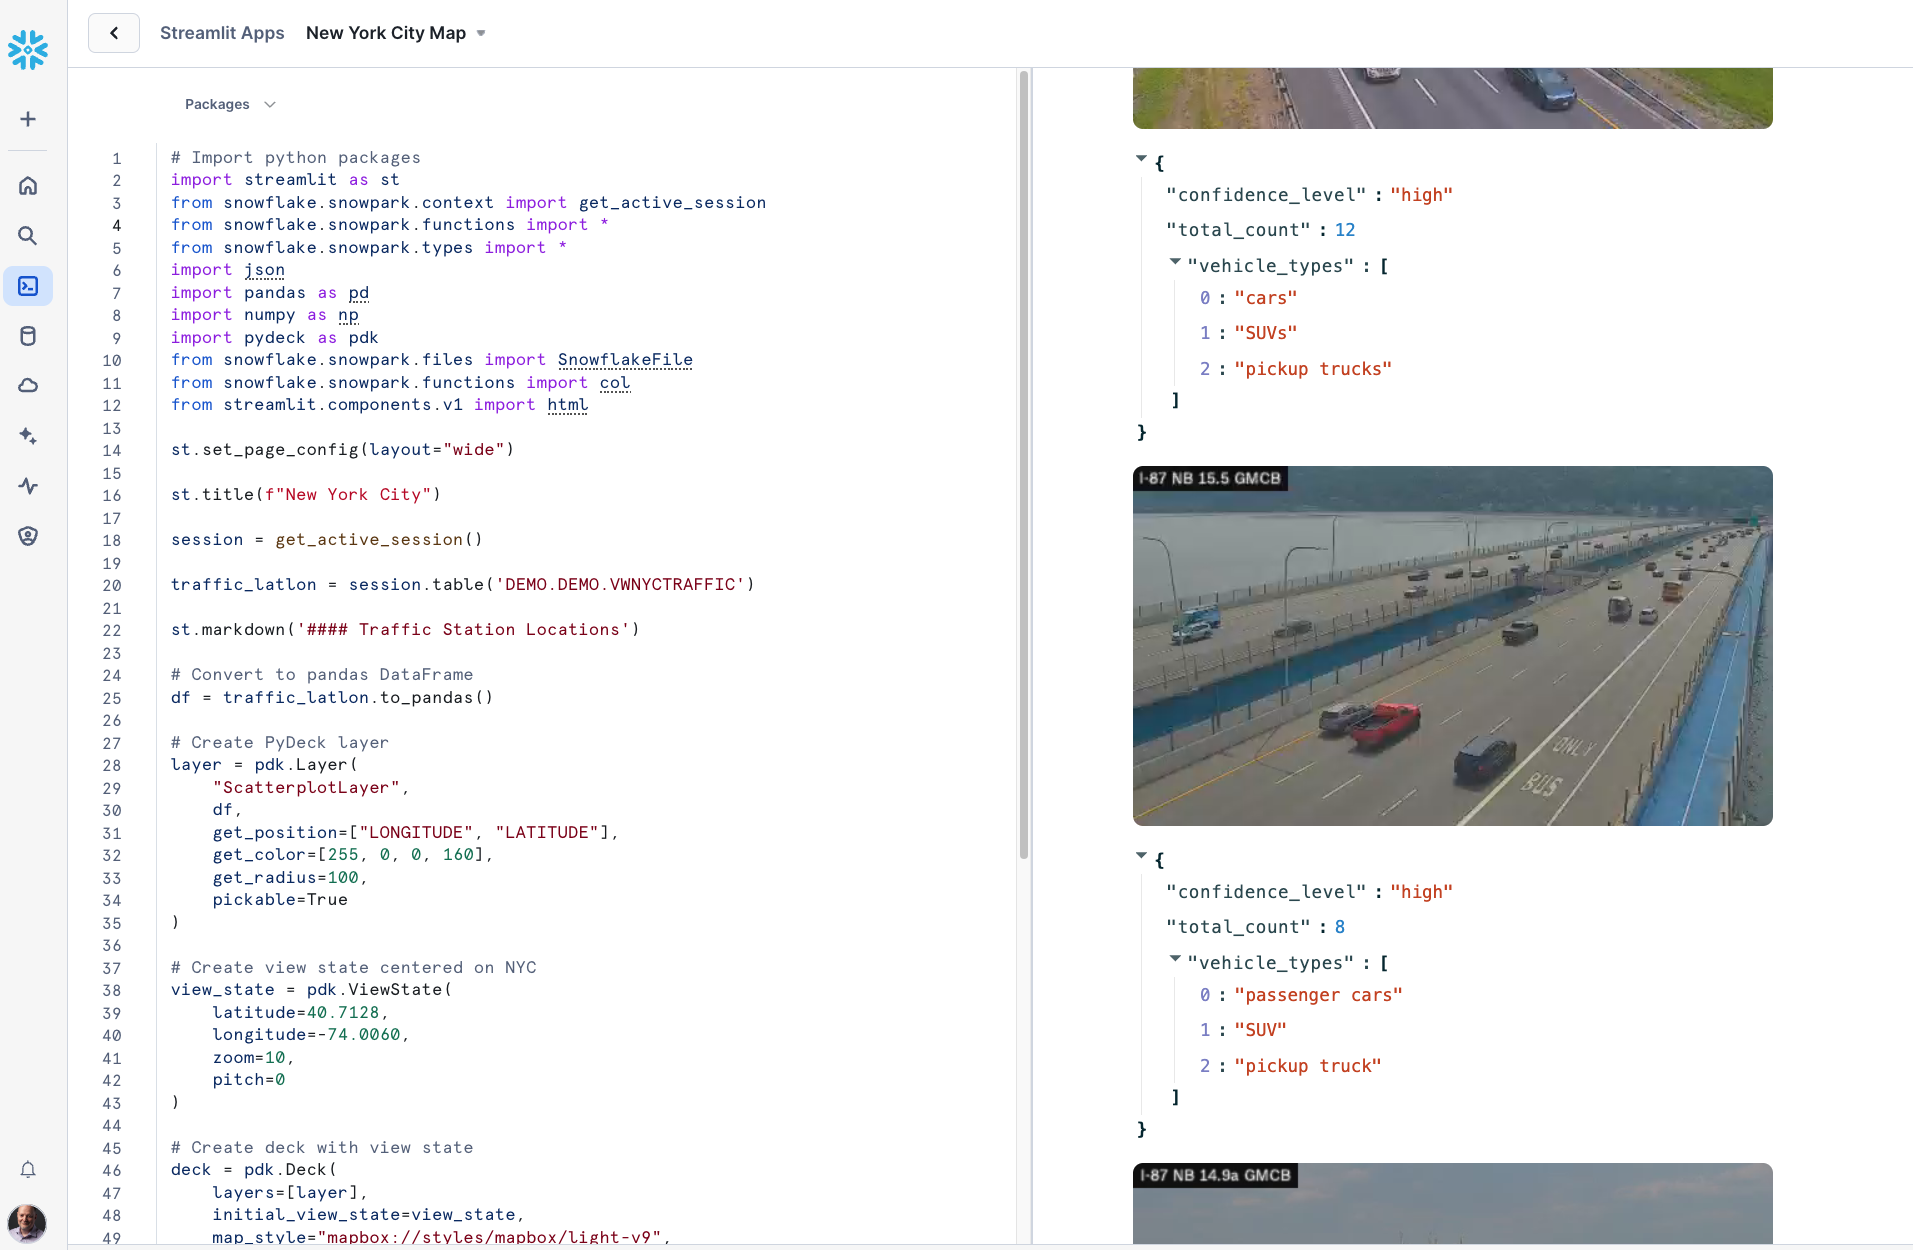 Streamlit Apps New York City Map
Packages
1 # Import python packages
2 import streamlit as st
3 from snowflake.snowpark.context import get_active_session
4 from snowflake.snowpark.functions import *
5 from snowflake.snowpark.types import *
6 import json
7 import pandas as pd
8 import numpy as np
9 import pydeck as pdk
10 from snowflake.snowpark.files import SnowflakeFile
11 from snowflake.snowpark.functions import col
12 from streamlit.components.v1 import html
13
14 st.set_page_config(layout="wide")
15
16 st.title(f"New York City")
17
18 session = get_active_session()
19
20 traffic_latlon = session.table('DEMO.DEMO.VWNYCTRAFFIC')
21
22 st.markdown('#### Traffic Station Locations')
23
24 # Convert to pandas DataFrame
25 df = traffic_latlon.to_pandas()
26
27 # Create PyDeck layer
28 layer = pdk.Layer(
29     "ScatterplotLayer",
30     df,
31     get_position=["LONGITUDE", "LATITUDE"],
32     get_color=[255, 0, 0, 160],
33     get_radius=100,
34     pickable=True
35 )
36
37 # Create view state centered on NYC
38 view_state = pdk.ViewState(
39     latitude=40.7128,
40     longitude=-74.0060,
41     zoom=10,
42     pitch=0
43 )
44
45 # Create deck with view state
46 deck = pdk.Deck(
47     layers=[layer],
48     initial_view_state=view_state,
49     map_style="mapbox://styles/mapbox/light-v9",
{
"confidence_level" : "high"
"total_count" : 12
"vehicle_types" : [
0 : "cars"
1 : "SUVs"
2 : "pickup trucks"
]
}
I-87 NB 15.5 GMCB
ONLY
BUS
{
"confidence_level" : "high"
"total_count" : 8
"vehicle_types" : [
0 : "passenger cars"
1 : "SUV"
2 : "pickup truck"
]
}
I-87 NB 14.9a GMCB